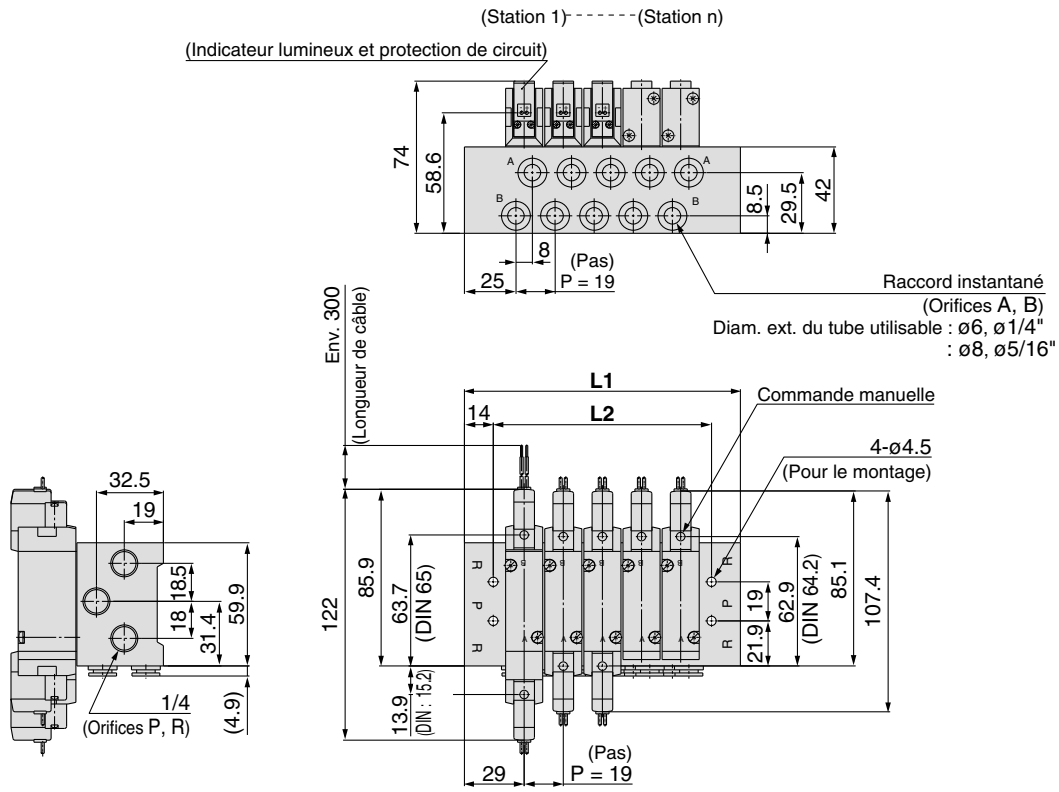 (Station 1) (Station n)
(Indicateur lumineux et protection de circuit)
74
58.6
A
A
B
B
8.5
29.5
42
8
(Pas)
25
P = 19
Raccord instantané
(Orifices A, B)
Diam. ext. du tube utilisable : ø6, ø1/4"
: ø8, ø5/16"
Env. 300
(Longueur de câble)
L1
Commande manuelle
14
L2
4-ø4.5
(Pour le montage)
32.5
19
18.5
18
31.4
59.9
1/4
(Orifices P, R)
(4.9)
122
85.9
63.7
(DIN 65)
13.9
(DIN : 15.2)
R
P
R
B
B
B
B
B
A
A
A
A
A
R
P
R
19
21.9
62.9
(DIN 64.2)
85.1
107.4
(Pas)
29
P = 19